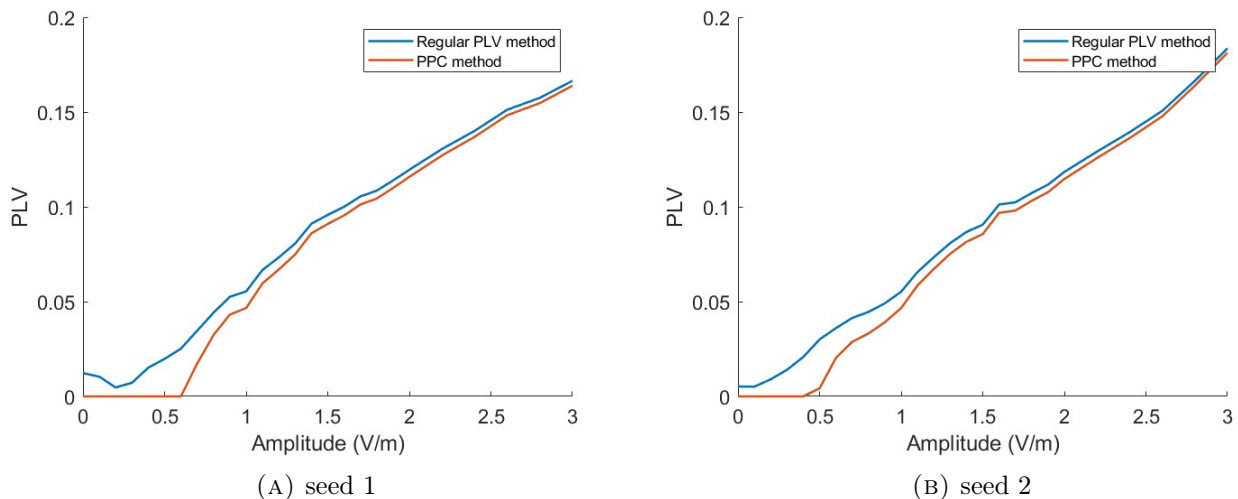 0.2
0.15
0.1
0.05
0
PLV
Regular PLV method
PPC method
0 0.5 1 1.5 2 2.5 3
Amplitude (V/m)
(A) seed 1
0.2
0.15
0.1
0.05
0
PLV
Regular PLV method
PPC method
0 0.5 1 1.5 2 2.5 3
Amplitude (V/m)
(B) seed 2